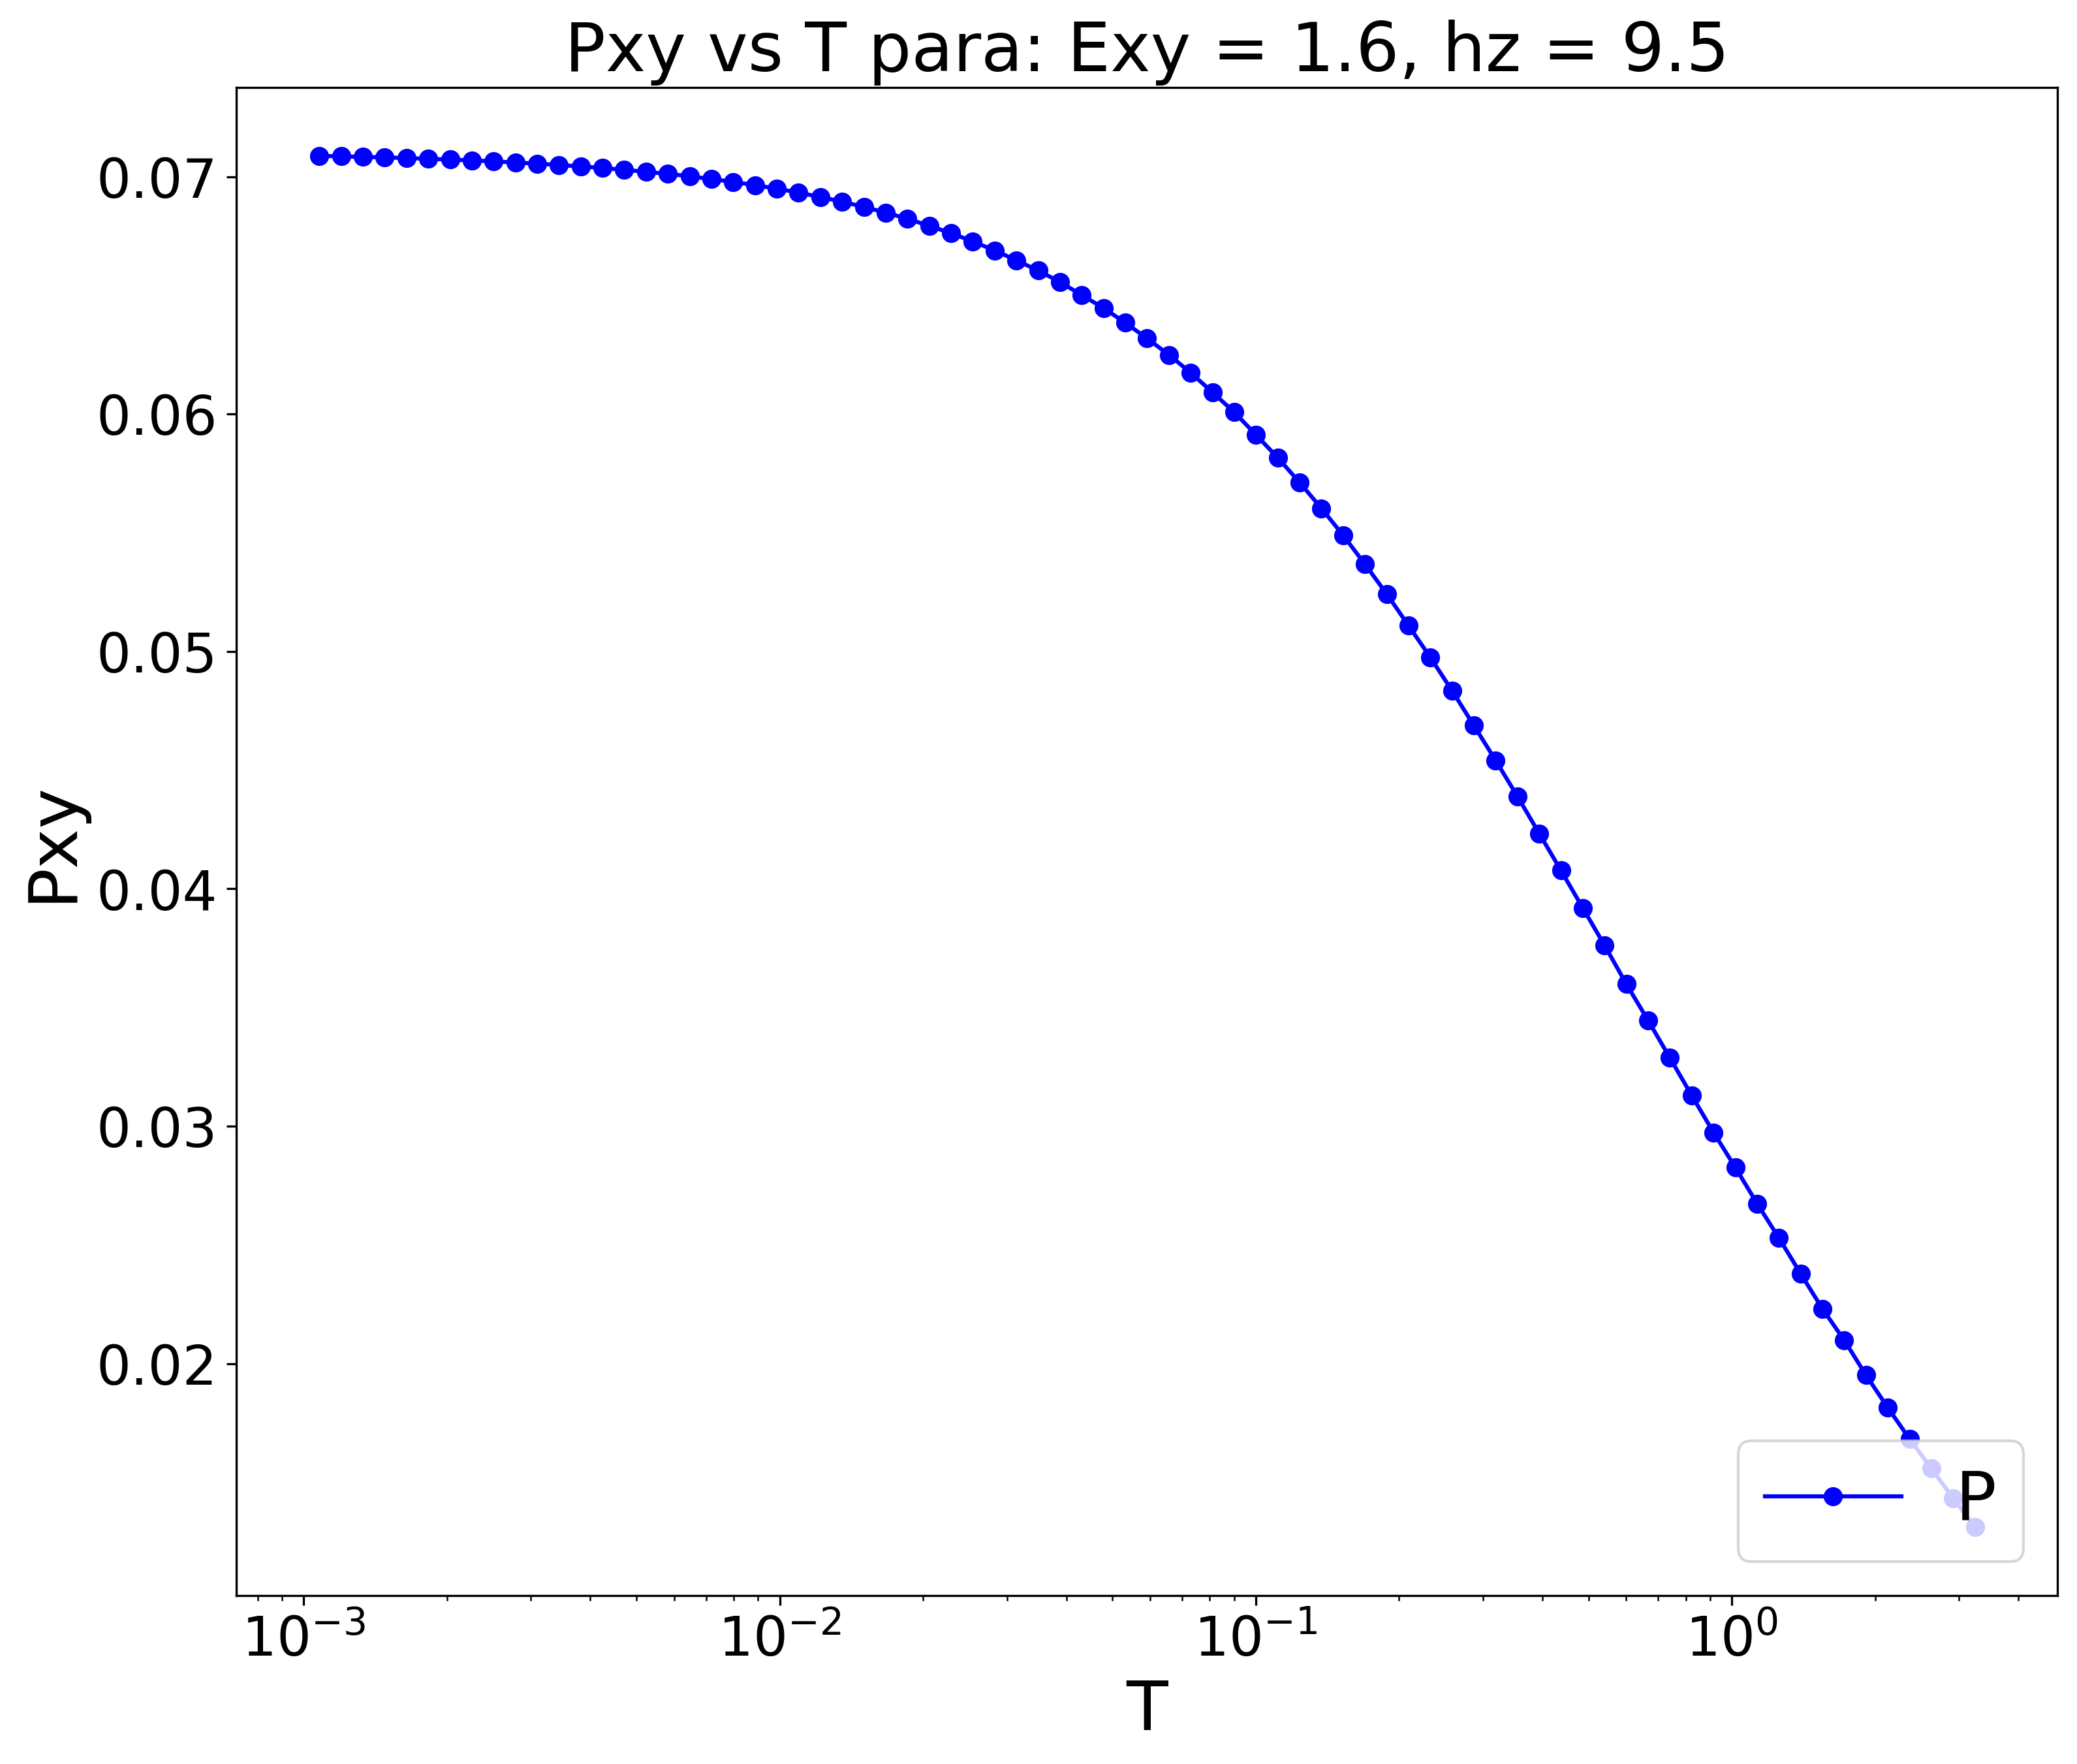 Pxy vs T para: Exy = 1.6, hz = 9.5
Pxy
0.07
0.06
0.05
0.04
0.03
0.02
P
10⁻³ 10⁻² 10⁻¹ 10⁰
T